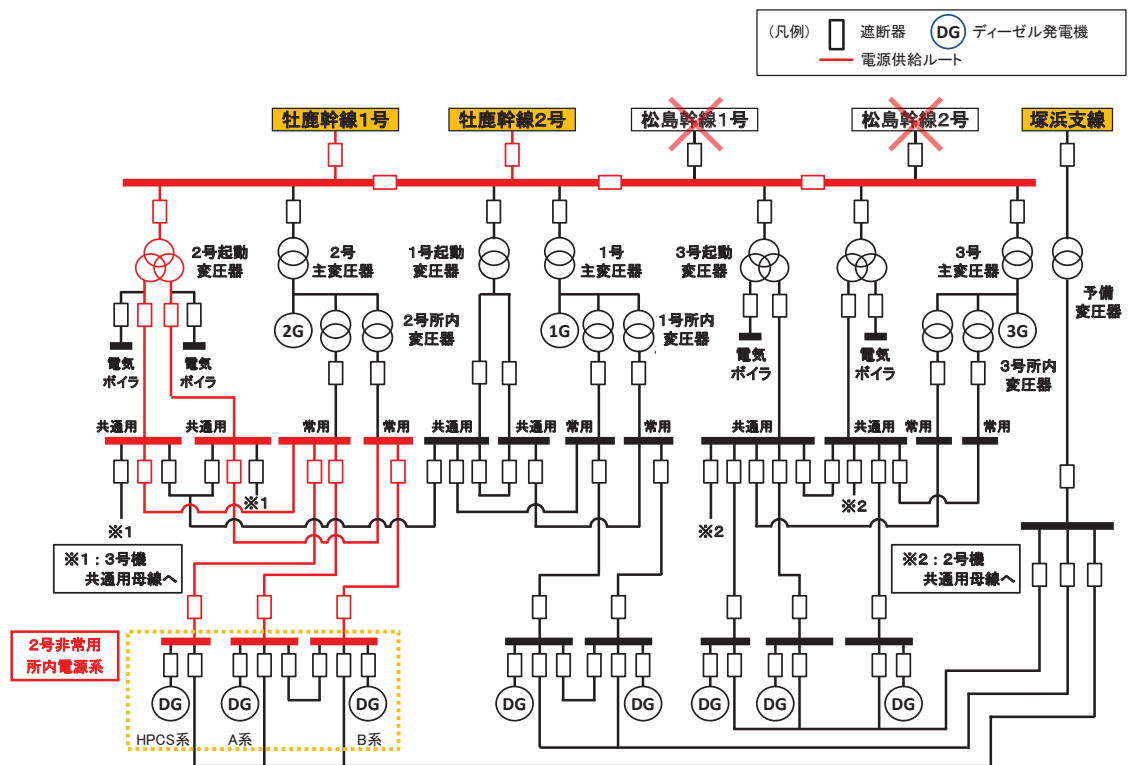 (凡例)
遮断器
DG
ディーゼル発電機
電源供給ルート
牡鹿幹線1号
牡鹿幹線2号
松島幹線1号
松島幹線2号
塚浜支線
2号起動
変圧器
2号
主変圧器
1号起動
変圧器
1号
主変圧器
3号起動
変圧器
3号
主変圧器
予備
変圧器
2G
2号所内
変圧器
1G
1号所内
変圧器
3G
3号所内
変圧器
電気
ボイラ
電気
ボイラ
電気
ボイラ
電気
ボイラ
共通用
共通用
常用
常用
共通用
共通用
常用
常用
共通用
共通用
常用
常用
※1
※1
※2
※2
※1:3号機
共通用母線へ
※2:2号機
共通用母線へ
2号非常用
所内電源系
DG
DG
DG
DG
DG
DG
DG
DG
HPCS系
A系
B系